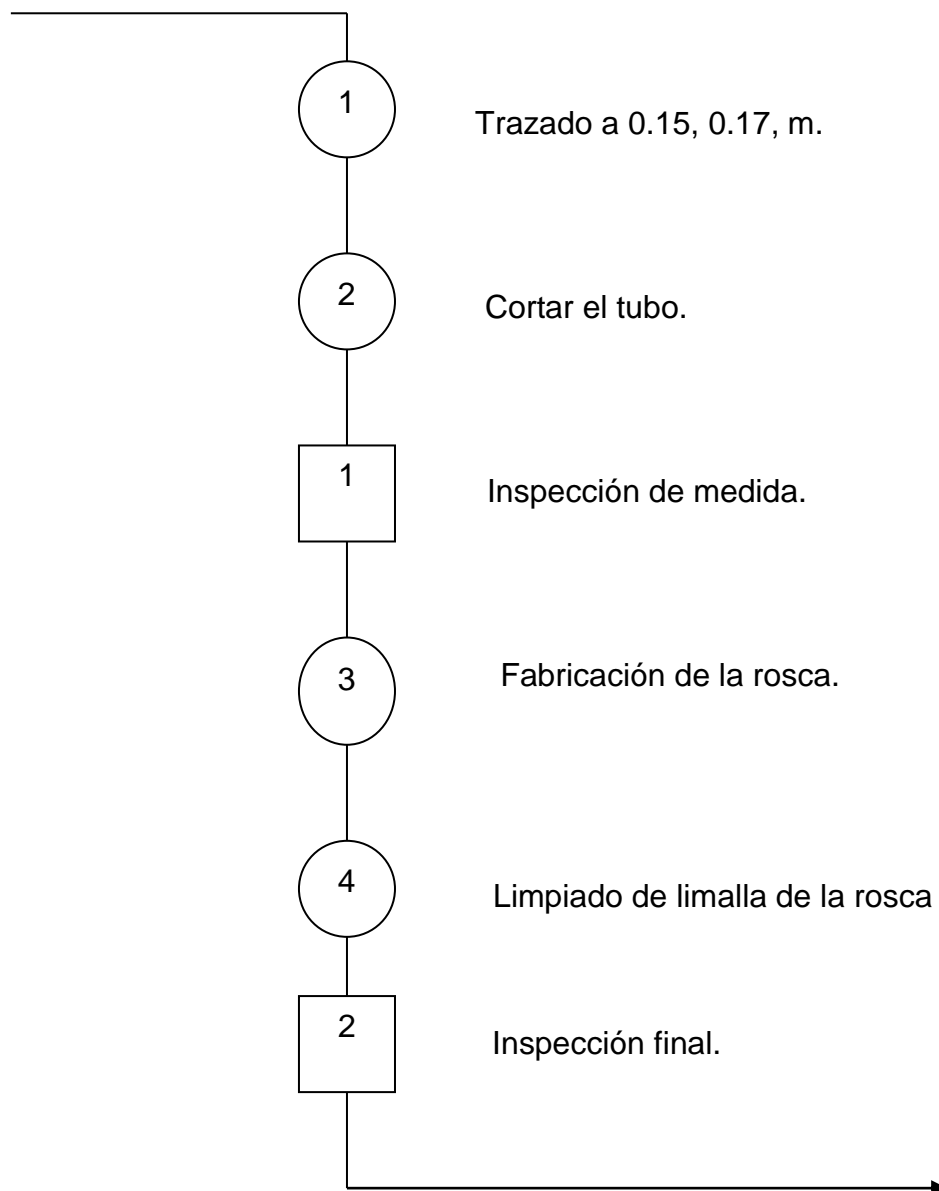 1
Trazado a 0.15, 0.17, m.
2
Cortar el tubo.
1
Inspección de medida.
3
Fabricación de la rosca.
4
Limpiado de limalla de la rosca
2
Inspección final.